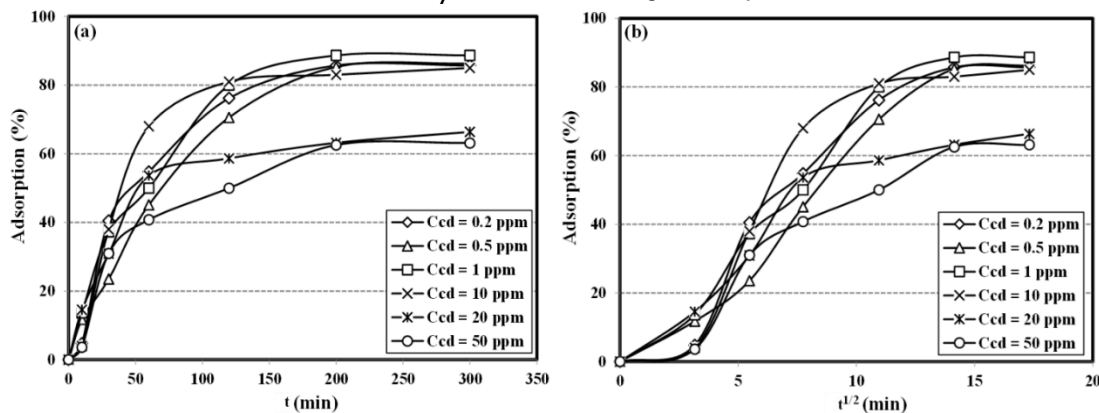 (a)
100
80
60
40
20
0
Adsorption (%)
0 50 100 150 200 250 300 350
t (min)
Ccd = 0.2 ppm
Ccd = 0.5 ppm
Ccd = 1 ppm
Ccd = 10 ppm
Ccd = 20 ppm
Ccd = 50 ppm
(b)
100
80
60
40
20
0
Adsorption (%)
0 5 10 15 20
t^1/2 (min)
Ccd = 0.2 ppm
Ccd = 0.5 ppm
Ccd = 1 ppm
Ccd = 10 ppm
Ccd = 20 ppm
Ccd = 50 ppm